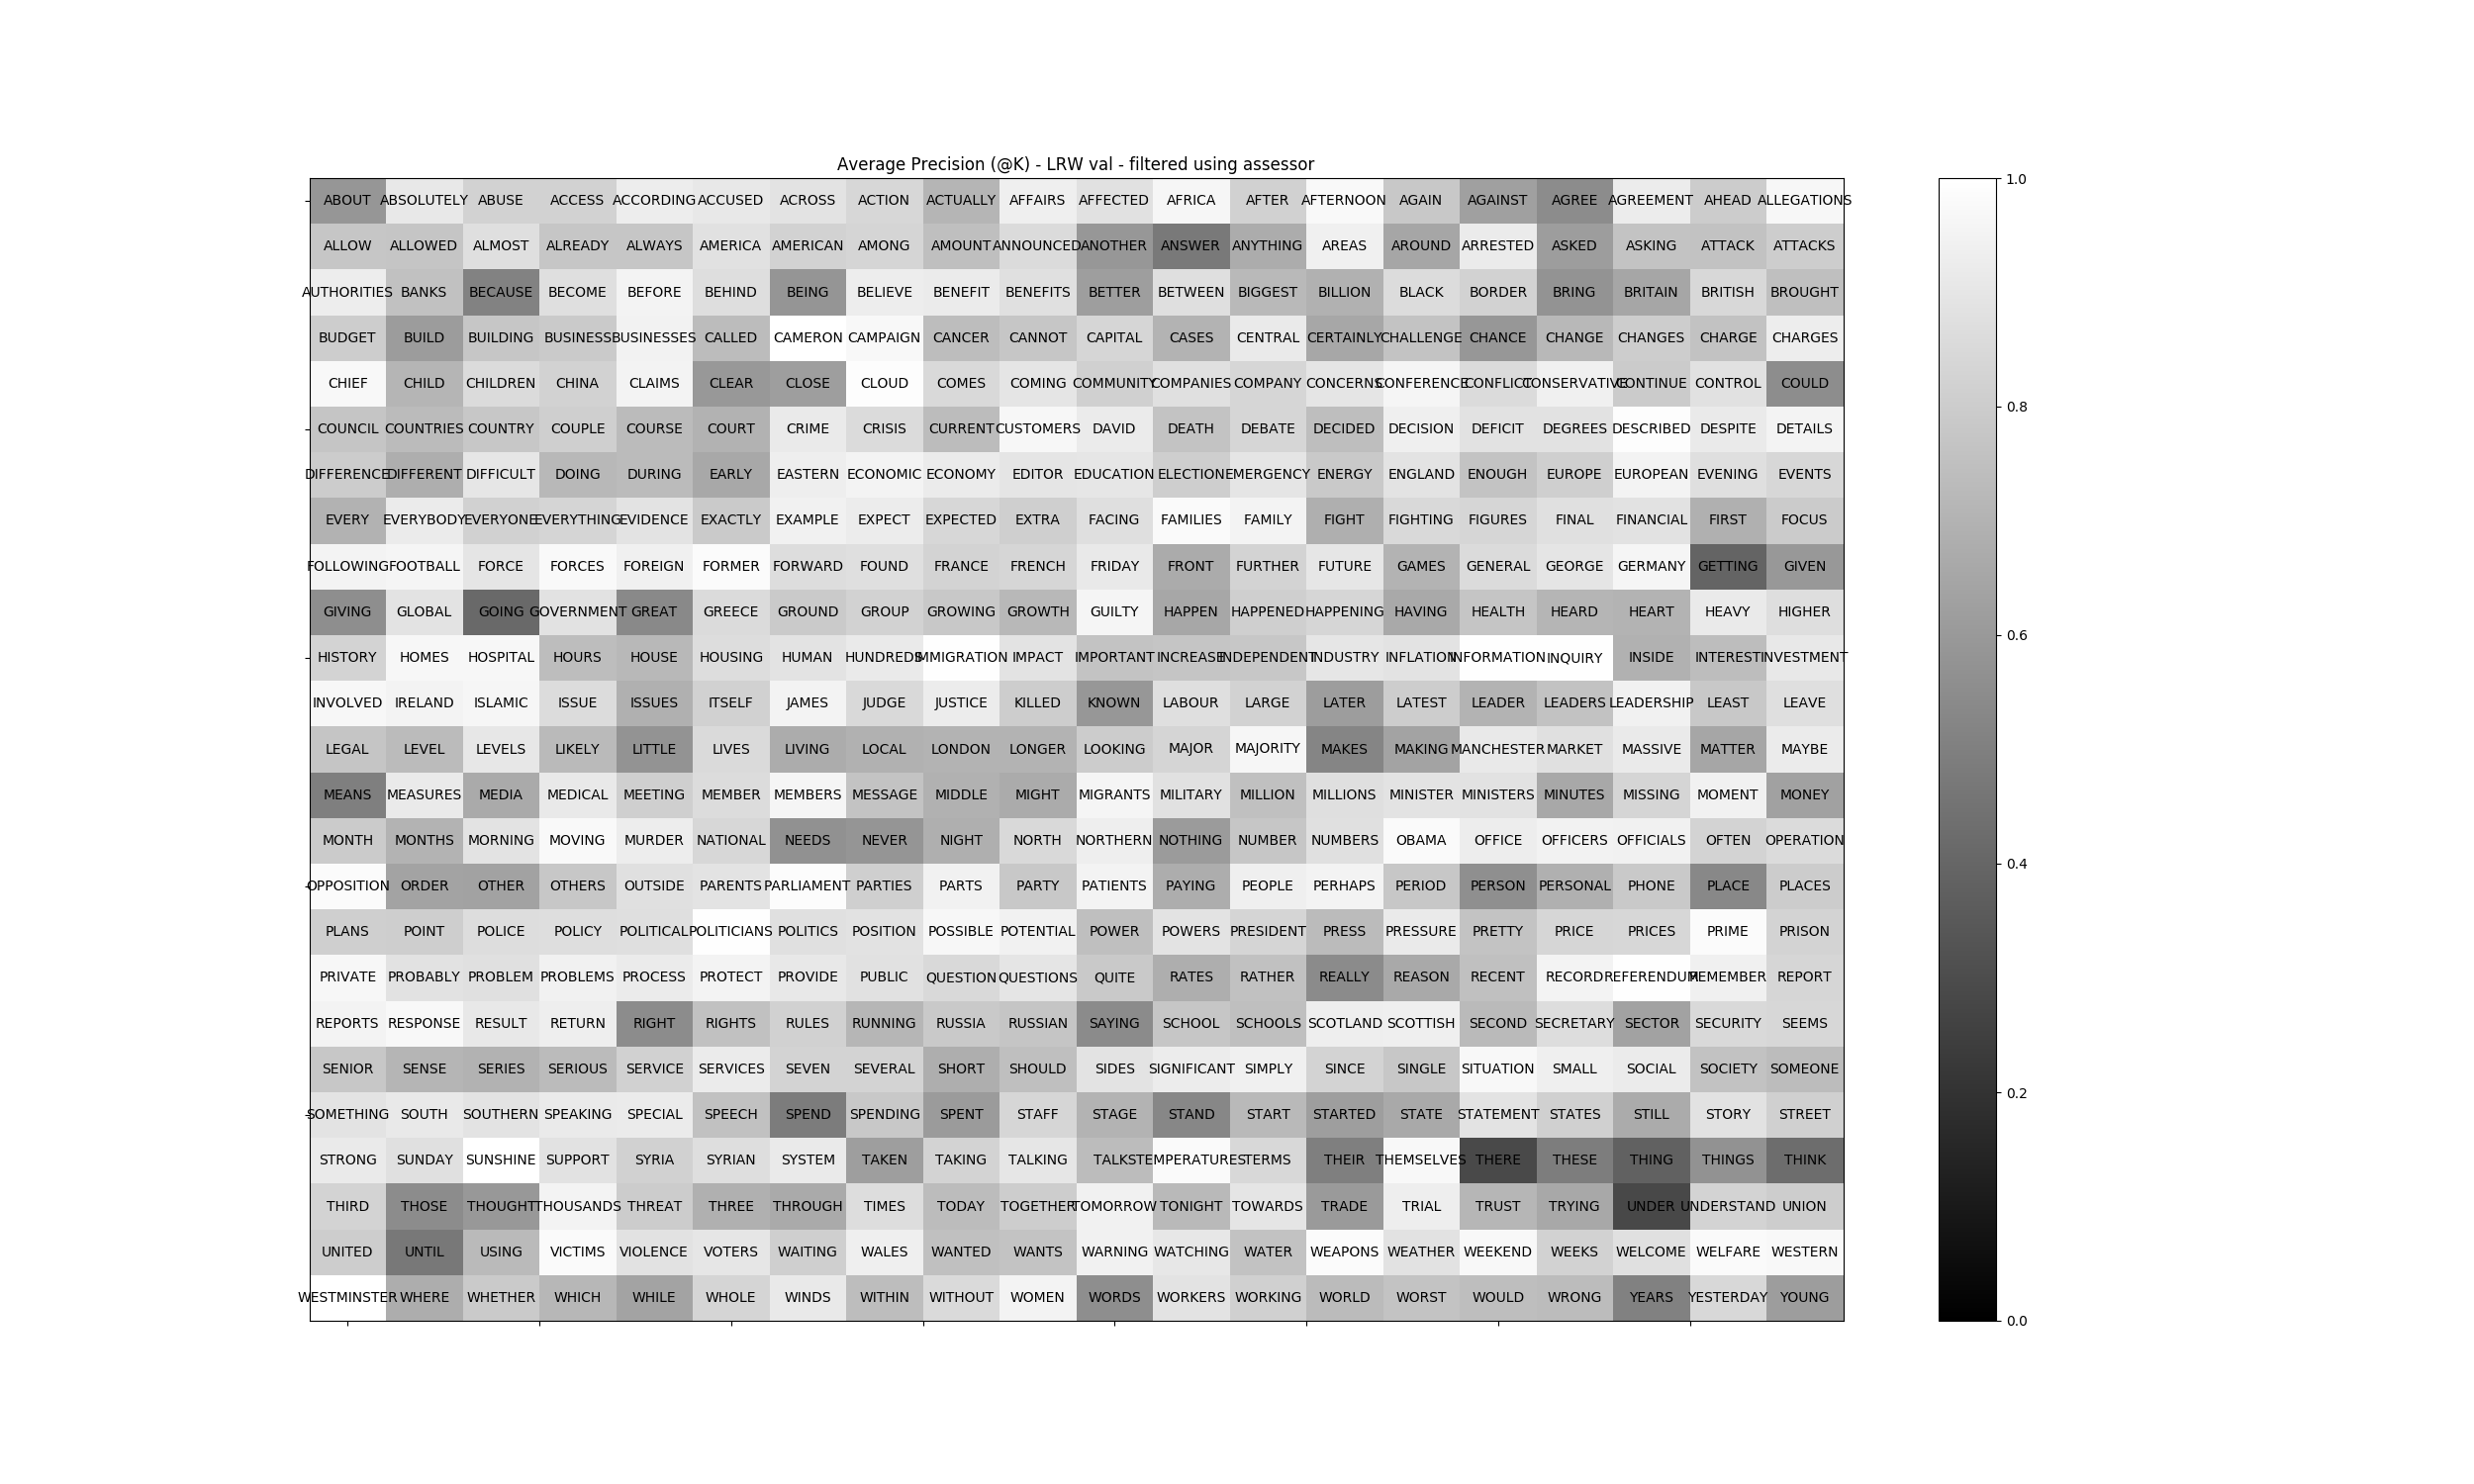 Average Precision (@K) - LRW val - filtered using assessor
ABOUT ABSOLUTELY ABUSE ACCESS ACCORDING ACCUSED ACROSS ACTION ACTUALLY AFFAIRS AFFECTED AFRICA AFTER AFTERNOON AGAIN AGAINST AGREE AGREEMENT AHEAD ALLEGATIONS 1.0
ALLOW ALLOWED ALMOST ALREADY ALWAYS AMERICA AMERICAN AMONG AMOUNT ANNOUNCED ANOTHER ANSWER ANYTHING AREAS AROUND ARRESTED ASKED ASKING ATTACK ATTACKS
AUTHORITIES BANKS BECAUSE BECOME BEFORE BEHIND BEING BELIEVE BENEFIT BENEFITS BETTER BETWEEN BIGGEST BILLION BLACK BORDER BRING BRITAIN BRITISH BROUGHT
BUDGET BUILD BUILDING BUSINESS BUSINESSES CALLED CAMERON CAMPAIGN CANCER CANNOT CAPITAL CASES CENTRAL CERTAINLY CHALLENGE CHANCE CHANGE CHANGES CHARGE CHARGES
CHIEF CHILD CHILDREN CHINA CLAIMS CLEAR CLOSE CLOUD COMES COMING COMMUNITY COMPANIES COMPANY CONCERNS CONFERENCE CONFLICT CONSERVATIVE CONTINUE CONTROL COULD
0.8
COUNCIL COUNTRIES COUNTRY COUPLE COURSE COURT CRIME CRISIS CURRENT CUSTOMERS DAVID DEATH DEBATE DECIDED DECISION DEFICIT DEGREES DESCRIBED DESPITE DETAILS
DIFFERENCE DIFFERENT DIFFICULT DOING DURING EARLY EASTERN ECONOMIC ECONOMY EDITOR EDUCATION ELECTION EMERGENCY ENERGY ENGLAND ENOUGH EUROPE EUROPEAN EVENING EVENTS
EVERY EVERYBODY EVERYONE EVERYTHING EVIDENCE EXACTLY EXAMPLE EXPECT EXPECTED EXTRA FACING FAMILIES FAMILY FIGHT FIGHTING FIGURES FINAL FINANCIAL FIRST FOCUS
FOLLOWING FOOTBALL FORCE FORCES FOREIGN FORMER FORWARD FOUND FRANCE FRENCH FRIDAY FRONT FURTHER FUTURE GAMES GENERAL GEORGE GERMANY GETTING GIVEN
GIVING GLOBAL GOING GOVERNMENT GREAT GREECE GROUND GROUP GROWING GROWTH GUILTY HAPPEN HAPPENED HAPPENING HAVING HEALTH HEARD HEART HEAVY HIGHER
0.6
HISTORY HOMES HOSPITAL HOURS HOUSE HOUSING HUMAN HUNDREDS IMMIGRATION IMPACT IMPORTANT INCREASE INDEPENDENT INDUSTRY INFLATION INFORMATION INQUIRY INSIDE INTEREST INVESTMENT
INVOLVED IRELAND ISLAMIC ISSUE ISSUES ITSELF JAMES JUDGE JUSTICE KILLED KNOWN LABOUR LARGE LATER LATEST LEADER LEADERS LEADERSHIP LEAST LEAVE
LEGAL LEVEL LEVELS LIKELY LITTLE LIVES LIVING LOCAL LONDON LONGER LOOKING MAJOR MAJORITY MAKES MAKING MANCHESTER MARKET MASSIVE MATTER MAYBE
MEANS MEASURES MEDIA MEDICAL MEETING MEMBER MEMBERS MESSAGE MIDDLE MIGHT MIGRANTS MILITARY MILLION MILLIONS MINISTER MINISTERS MINUTES MISSING MOMENT MONEY
MONTH MONTHS MORNING MOVING MURDER NATIONAL NEEDS NEVER NIGHT NORTH NORTHERN NOTHING NUMBER NUMBERS OBAMA OFFICE OFFICERS OFFICIALS OFTEN OPERATION
0.4
OPPOSITION ORDER OTHER OTHERS OUTSIDE PARENTS PARLIAMENT PARTIES PARTS PARTY PATIENTS PAYING PEOPLE PERHAPS PERIOD PERSON PERSONAL PHONE PLACE PLACES
PLANS POINT POLICE POLICY POLITICAL POLITICIANS POLITICS POSITION POSSIBLE POTENTIAL POWER POWERS PRESIDENT PRESS PRESSURE PRETTY PRICE PRICES PRIME PRISON
PRIVATE PROBABLY PROBLEM PROBLEMS PROCESS PROTECT PROVIDE PUBLIC QUESTION QUESTIONS QUITE RATES RATHER REALLY REASON RECENT RECORD REFERENDUM REMEMBER REPORT
REPORTS RESPONSE RESULT RETURN RIGHT RIGHTS RULES RUNNING RUSSIA RUSSIAN SAYING SCHOOL SCHOOLS SCOTLAND SCOTTISH SECOND SECRETARY SECTOR SECURITY SEEMS
SENIOR SENSE SERIES SERIOUS SERVICE SERVICES SEVEN SEVERAL SHORT SHOULD SIDES SIGNIFICANT SIMPLY SINCE SINGLE SITUATION SMALL SOCIAL SOCIETY SOMEONE
0.2
SOMETHING SOUTH SOUTHERN SPEAKING SPECIAL SPEECH SPEND SPENDING SPENT STAFF STAGE STAND START STARTED STATE STATEMENT STATES STILL STORY STREET
STRONG SUNDAY SUNSHINE SUPPORT SYRIA SYRIAN SYSTEM TAKEN TAKING TALKING TALKS TEMPERATURES TERMS THEIR THEMSELVES THERE THESE THING THINGS THINK
THIRD THOSE THOUGHT THOUSANDS THREAT THREE THROUGH TIMES TODAY TOGETHER TOMORROW TONIGHT TOWARDS TRADE TRIAL TRUST TRYING UNDER UNDERSTAND UNION
UNITED UNTIL USING VICTIMS VIOLENCE VOTERS WAITING WALES WANTED WANTS WARNING WATCHING WATER WEAPONS WEATHER WEEKEND WEEKS WELCOME WELFARE WESTERN
WESTMINSTER WHERE WHETHER WHICH WHILE WHOLE WINDS WITHIN WITHOUT WOMEN WORDS WORKERS WORKING WORLD WORST WOULD WRONG YEARS YESTERDAY YOUNG
0.0